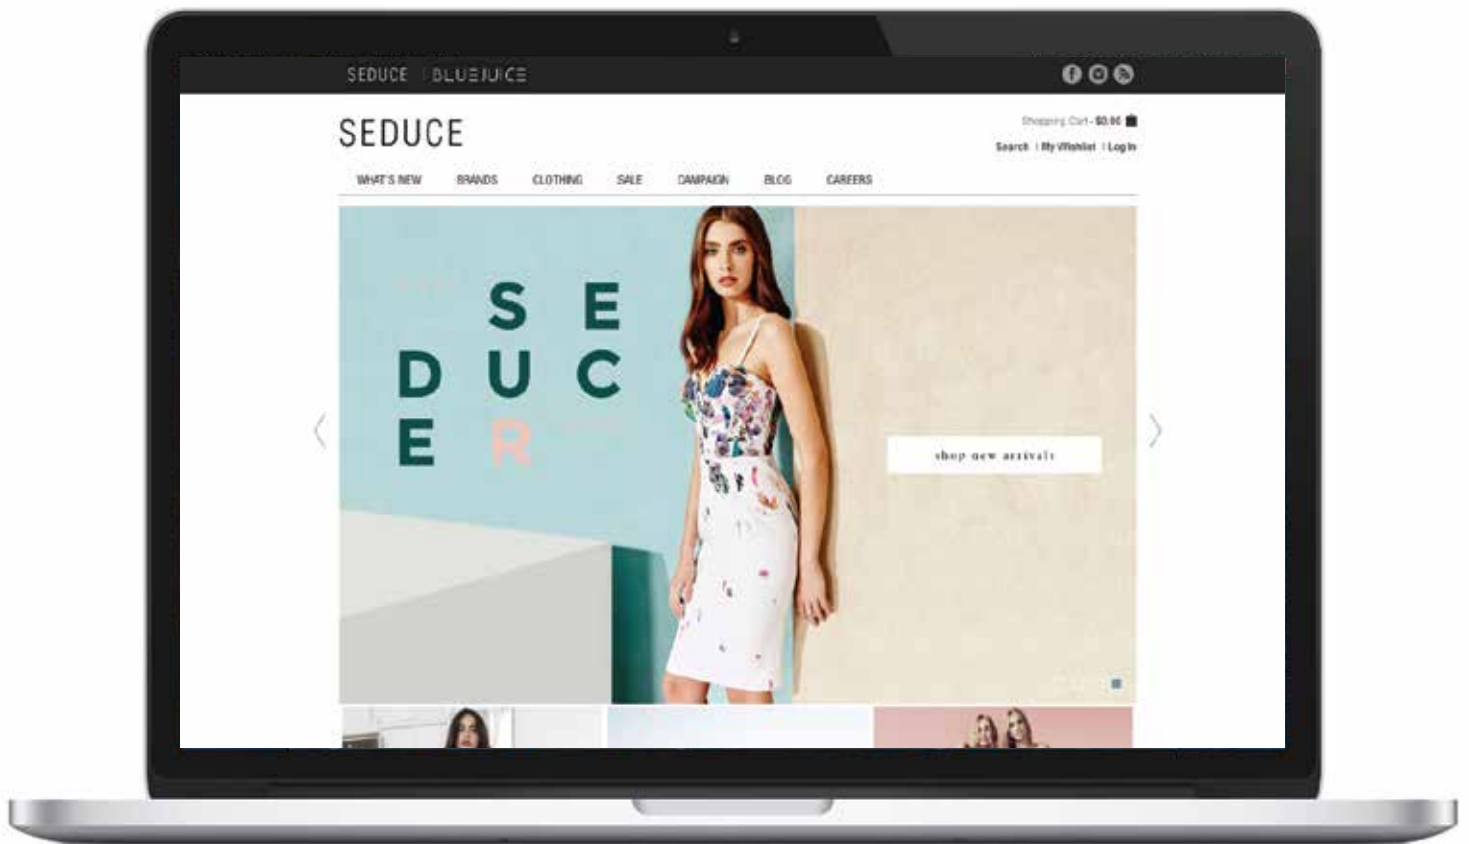 SEDUCE | BLUEJUICE
SEDUCE
Shopping Cart - $0.00
Search | My Wishlist | Log In
WHAT'S NEW BRANDS CLOTHING SALE CAMPAIGN BLOG CAREERS
S E
D U C
E R
shop new arrivals